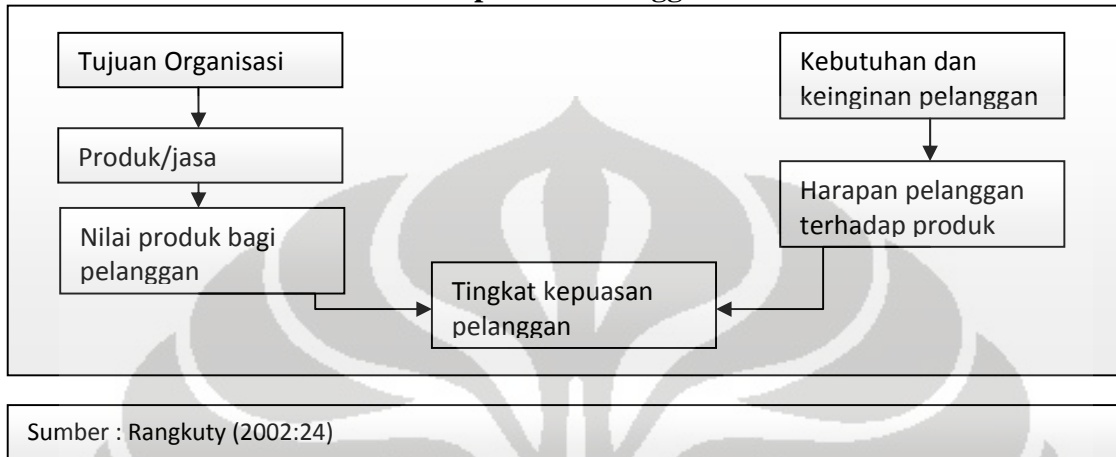 Tujuan Organisasi
Produk/jasa
Nilai produk bagi
pelanggan
Kebutuhan dan
keinginan pelanggan
Harapan pelanggan
terhadap produk
Tingkat kepuasan
pelanggan
Sumber : Rangkuty (2002:24)